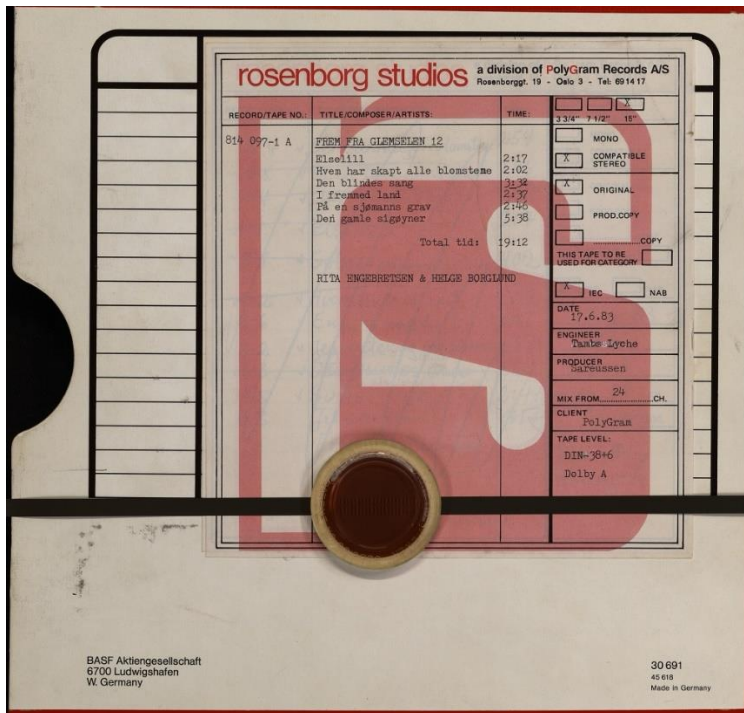 rosenborg studios
a division of PolyGram Records A/S
Rosenborggt. 19 - Oslo 3 - Tel: 69 14 17
RECORD/TAPE NO.: TITLE/COMPOSER/ARTISTS: TIME:
X
3 3/4" 7 1/2" 15"
814 097-1 A FREM FRA GLEMSELEN 12
Elselill 2:17
Hvem har skapt alle blomstene 2:02
Den blindes sang 3:32
I fremmed land 2:37
På en sjømanns grav 2:46
Den gamle sigøyner 5:38
Total tid: 19:12
RITA ENGEBRETSEN & HELGE BORGLUND
MONO
X COMPATIBLE STEREO
X ORIGINAL
PROD.COPY
COPY
THIS TAPE TO BE
USED FOR CATEGORY
X IEC NAB
DATE
17.6.83
ENGINEER
Tambs Lyche
PRODUCER
MIX FROM 24 CH.
CLIENT
PolyGram
TAPE LEVEL:
DIN-38+6
Dolby A
BASF Aktiengesellschaft
6700 Ludwigshafen
W. Germany
30 691
45 618
Made in Germany